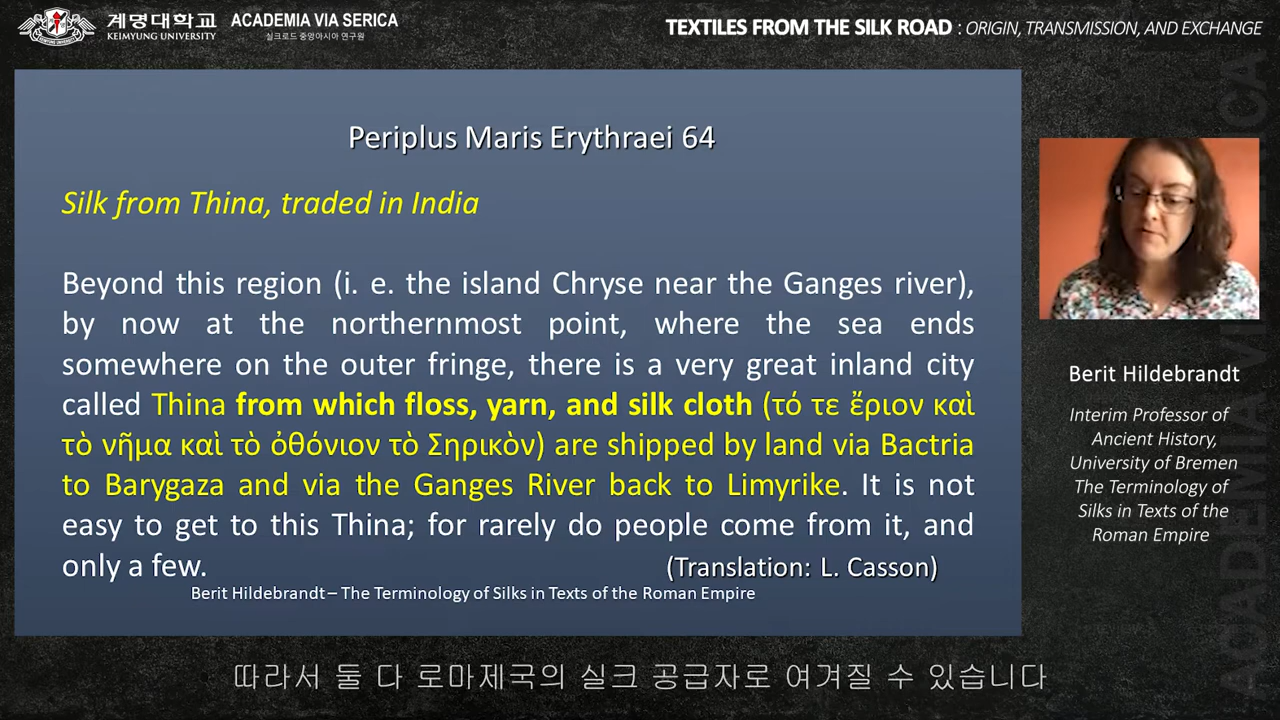 계명대학교
KEIMYUNG UNIVERSITY
ACADEMIA VIA SERICA
실크로드 중앙아시아 연구원
TEXTILES FROM THE SILK ROAD : ORIGIN, TRANSMISSION, AND EXCHANGE
Periplus Maris Erythraei 64
Silk from Thina, traded in India
Beyond this region (i. e. the island Chryse near the Ganges river),
by now at the northernmost point, where the sea ends
somewhere on the outer fringe, there is a very great inland city
called Thina from which floss, yarn, and silk cloth (τό τε ἔριον καὶ
τὸ νῆμα καὶ τὸ ὀθόνιον τὸ Σηρικὸν) are shipped by land via Bactria
to Barygaza and via the Ganges River back to Limyrike. It is not
easy to get to this Thina; for rarely do people come from it, and
only a few.
(Translation: L. Casson)
Berit Hildebrandt – The Terminology of Silks in Texts of the Roman Empire
Berit Hildebrandt
Interim Professor of
Ancient History,
University of Bremen
The Terminology of
Silks in Texts of the
Roman Empire
따라서 둘 다 로마제국의 실크 공급자로 여겨질 수 있습니다